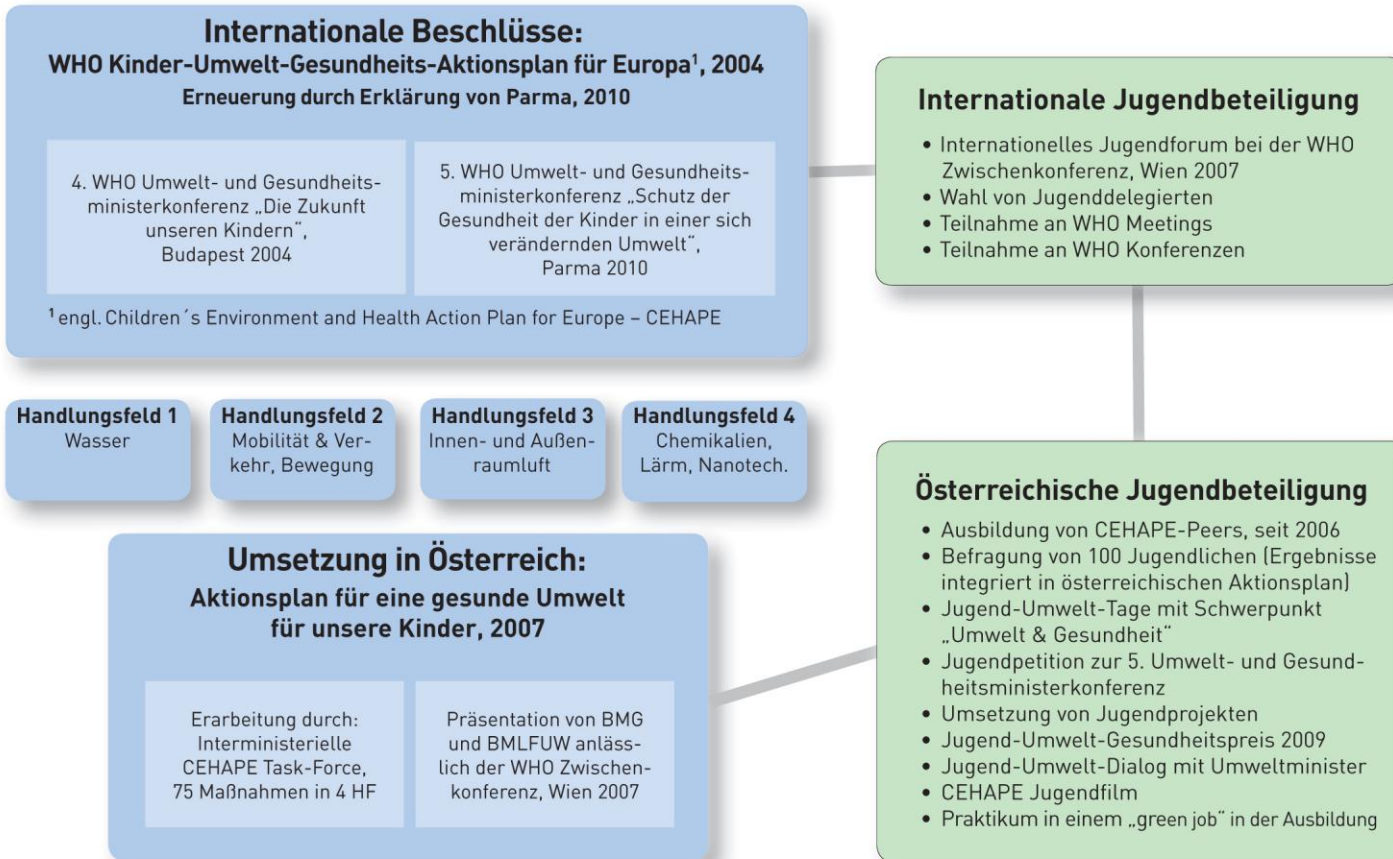 Internationale Beschlüsse:
WHO Kinder-Umwelt-Gesundheits-Aktionsplan für Europa¹, 2004
Erneuerung durch Erklärung von Parma, 2010
4. WHO Umwelt- und Gesundheits-
ministerkonferenz „Die Zukunft
unseren Kindern“,
Budapest 2004
5. WHO Umwelt- und Gesundheits-
ministerkonferenz „Schutz der
Gesundheit der Kinder in einer sich
verändernden Umwelt“,
Parma 2010
¹ engl. Children´s Environment and Health Action Plan for Europe – CEHAPE
Internationale Jugendbeteiligung
• Internationelles Jugendforum bei der WHO
Zwischenkonferenz, Wien 2007
• Wahl von Jugenddelegierten
• Teilnahme an WHO Meetings
• Teilnahme an WHO Konferenzen
Handlungsfeld 1
Wasser
Handlungsfeld 2
Mobilität & Ver-
kehr, Bewegung
Handlungsfeld 3
Innen- und Außen-
raumluft
Handlungsfeld 4
Chemikalien,
Lärm, Nanotech.
Umsetzung in Österreich:
Aktionsplan für eine gesunde Umwelt
für unsere Kinder, 2007
Erarbeitung durch:
Interministerielle
CEHAPE Task-Force,
75 Maßnahmen in 4 HF
Präsentation von BMG
und BMLFUW anläss-
lich der WHO Zwischen-
konferenz, Wien 2007
Österreichische Jugendbeteiligung
• Ausbildung von CEHAPE-Peers, seit 2006
• Befragung von 100 Jugendlichen (Ergebnisse
integriert in österreichischen Aktionsplan)
• Jugend-Umwelt-Tage mit Schwerpunkt
„Umwelt & Gesundheit“
• Jugendpetition zur 5. Umwelt- und Gesund-
heitsministerkonferenz
• Umsetzung von Jugendprojekten
• Jugend-Umwelt-Gesundheitspreis 2009
• Jugend-Umwelt-Dialog mit Umweltminister
• CEHAPE Jugendfilm
• Praktikum in einem „green job“ in der Ausbildung